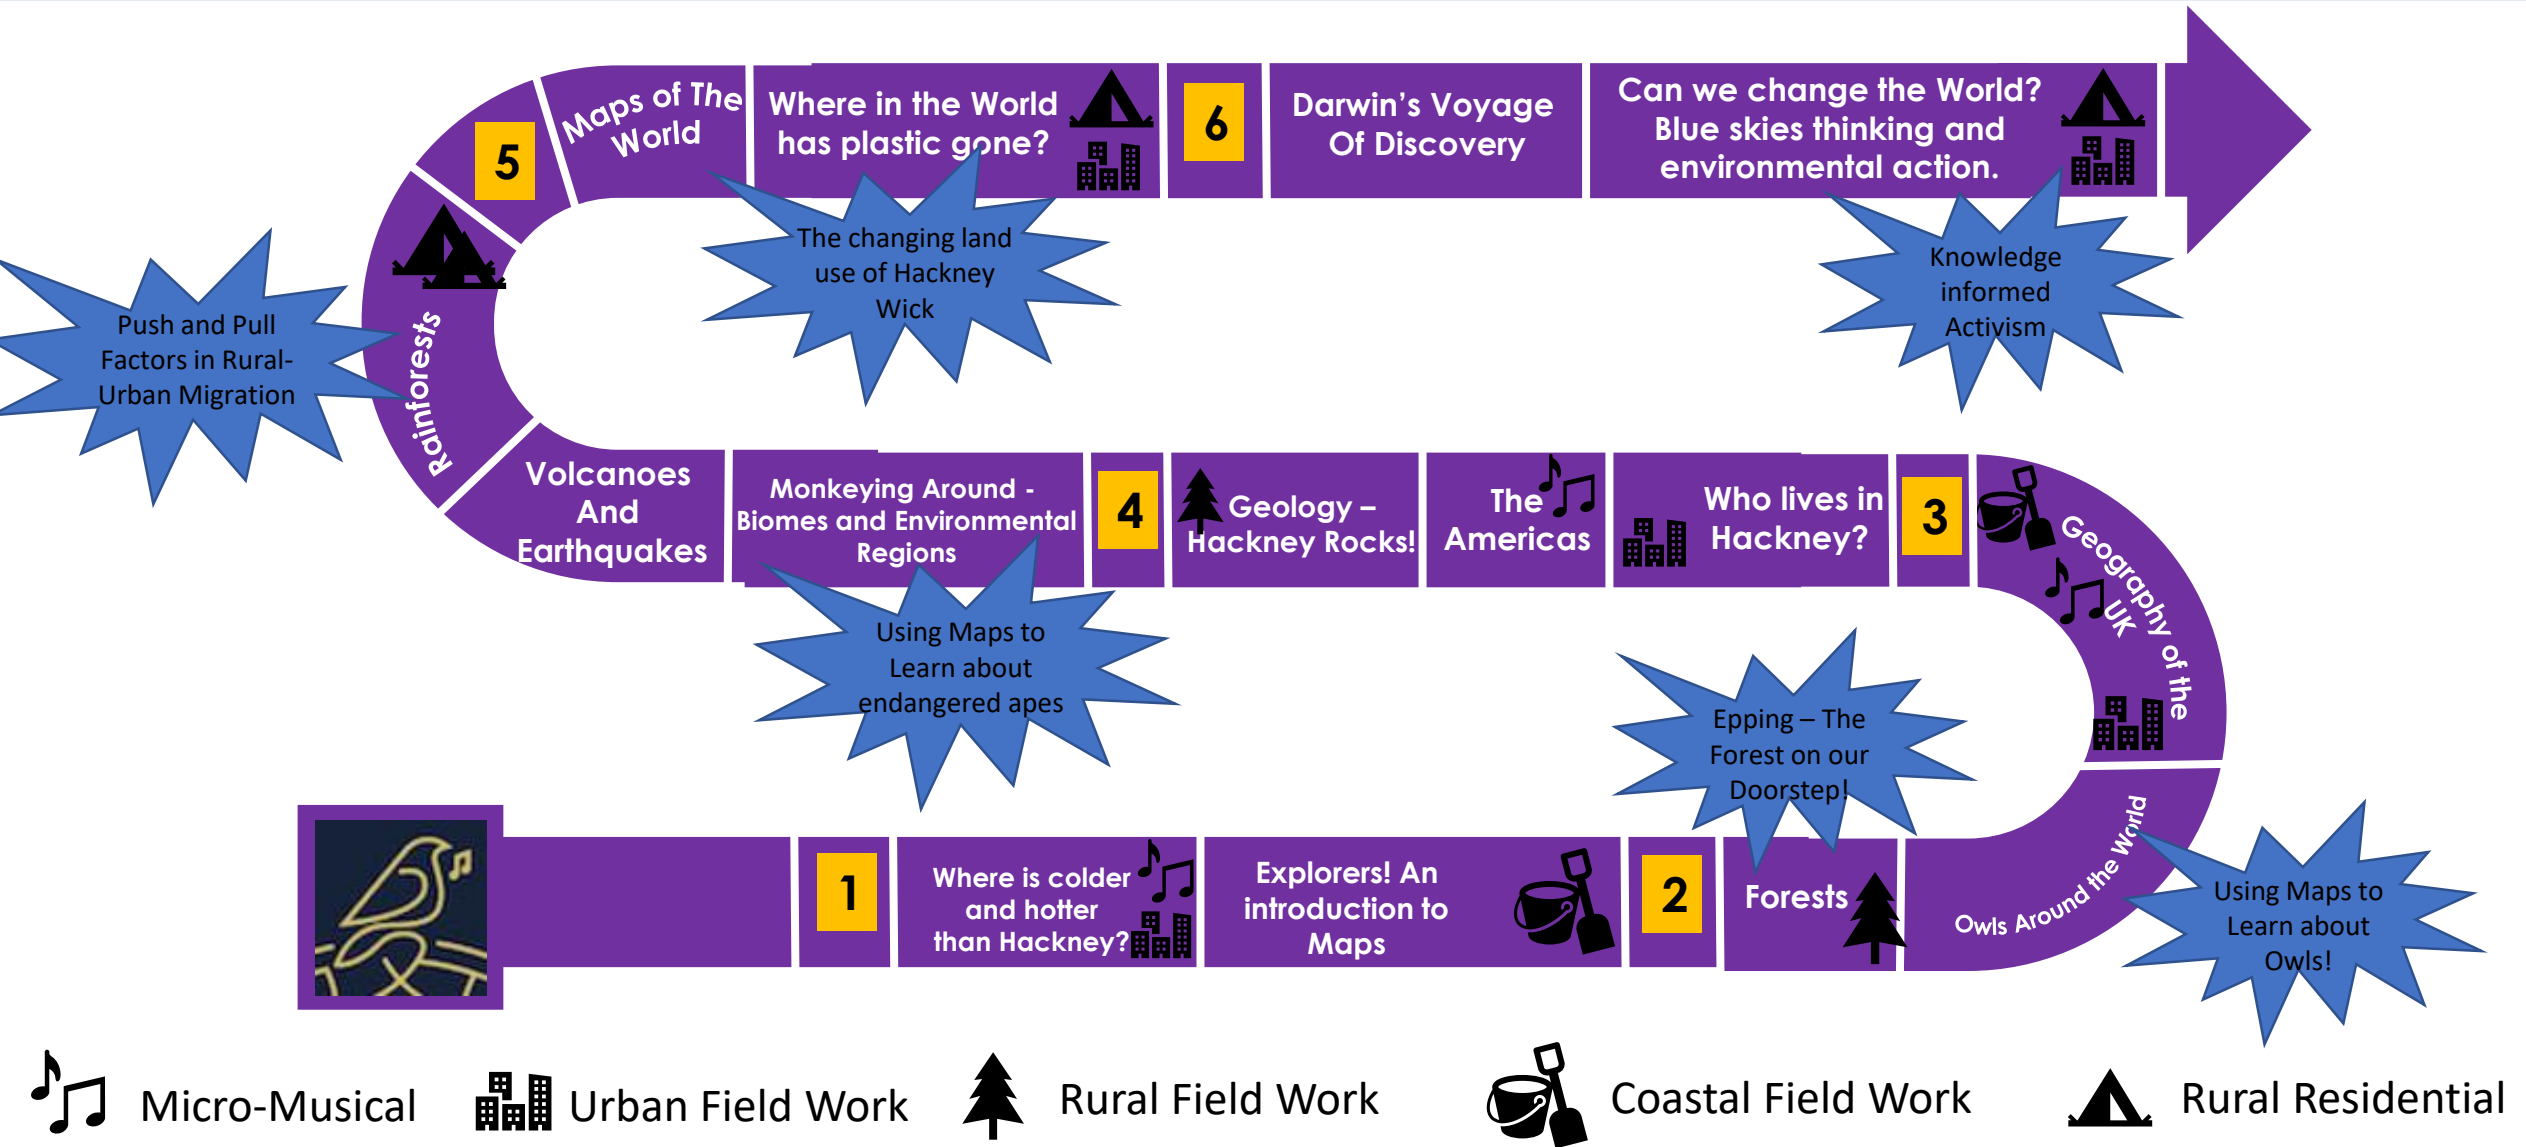 Maps of The
World
Where in the World
has plastic gone?
6
Darwin's Voyage
Of Discovery
Can we change the World?
Blue skies thinking and
environmental action.
5
The changing land
use of Hackney
Wick
Knowledge
informed
Activism
Push and Pull
Factors in Rural-
Urban Migration
Rainforests
Volcanoes
And
Earthquakes
Monkeying Around -
Biomes and Environmental
Regions
4
Geology –
Hackney Rocks!
The
Americas
Who lives in
Hackney?
3
Geography of the
UK
Using Maps to
Learn about
endangered apes
Epping – The
Forest on our
Doorstep!
1
Where is colder
and hotter
than Hackney?
Explorers! An
introduction to
Maps
2
Forests
Owls Around the World
Using Maps to
Learn about
Owls!
Micro-Musical
Urban Field Work
Rural Field Work
Coastal Field Work
Rural Residential